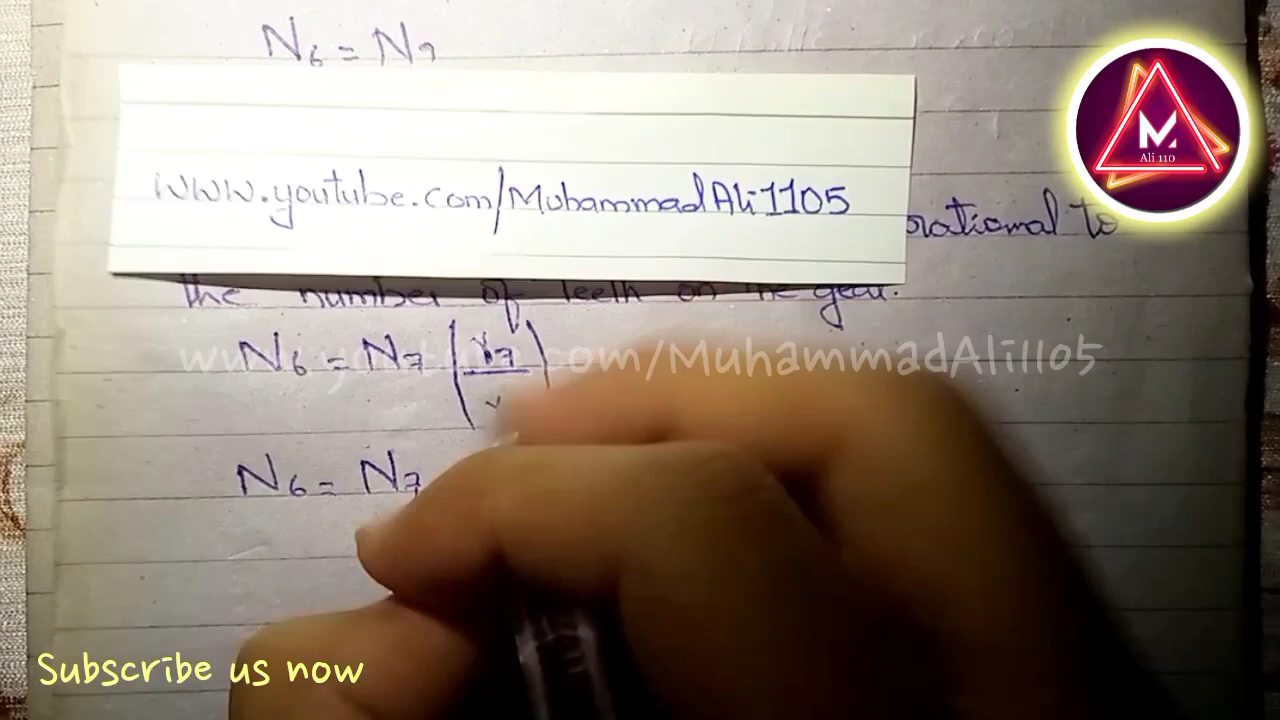 N6 = N7
www.youtube.com/MuhammadAli1105
M
Ali 110
to
the number of teeth on the gear.
www.youtube.com/MuhammadAli1105
N6 = N7 (r7
N6 = N7
Subscribe us now